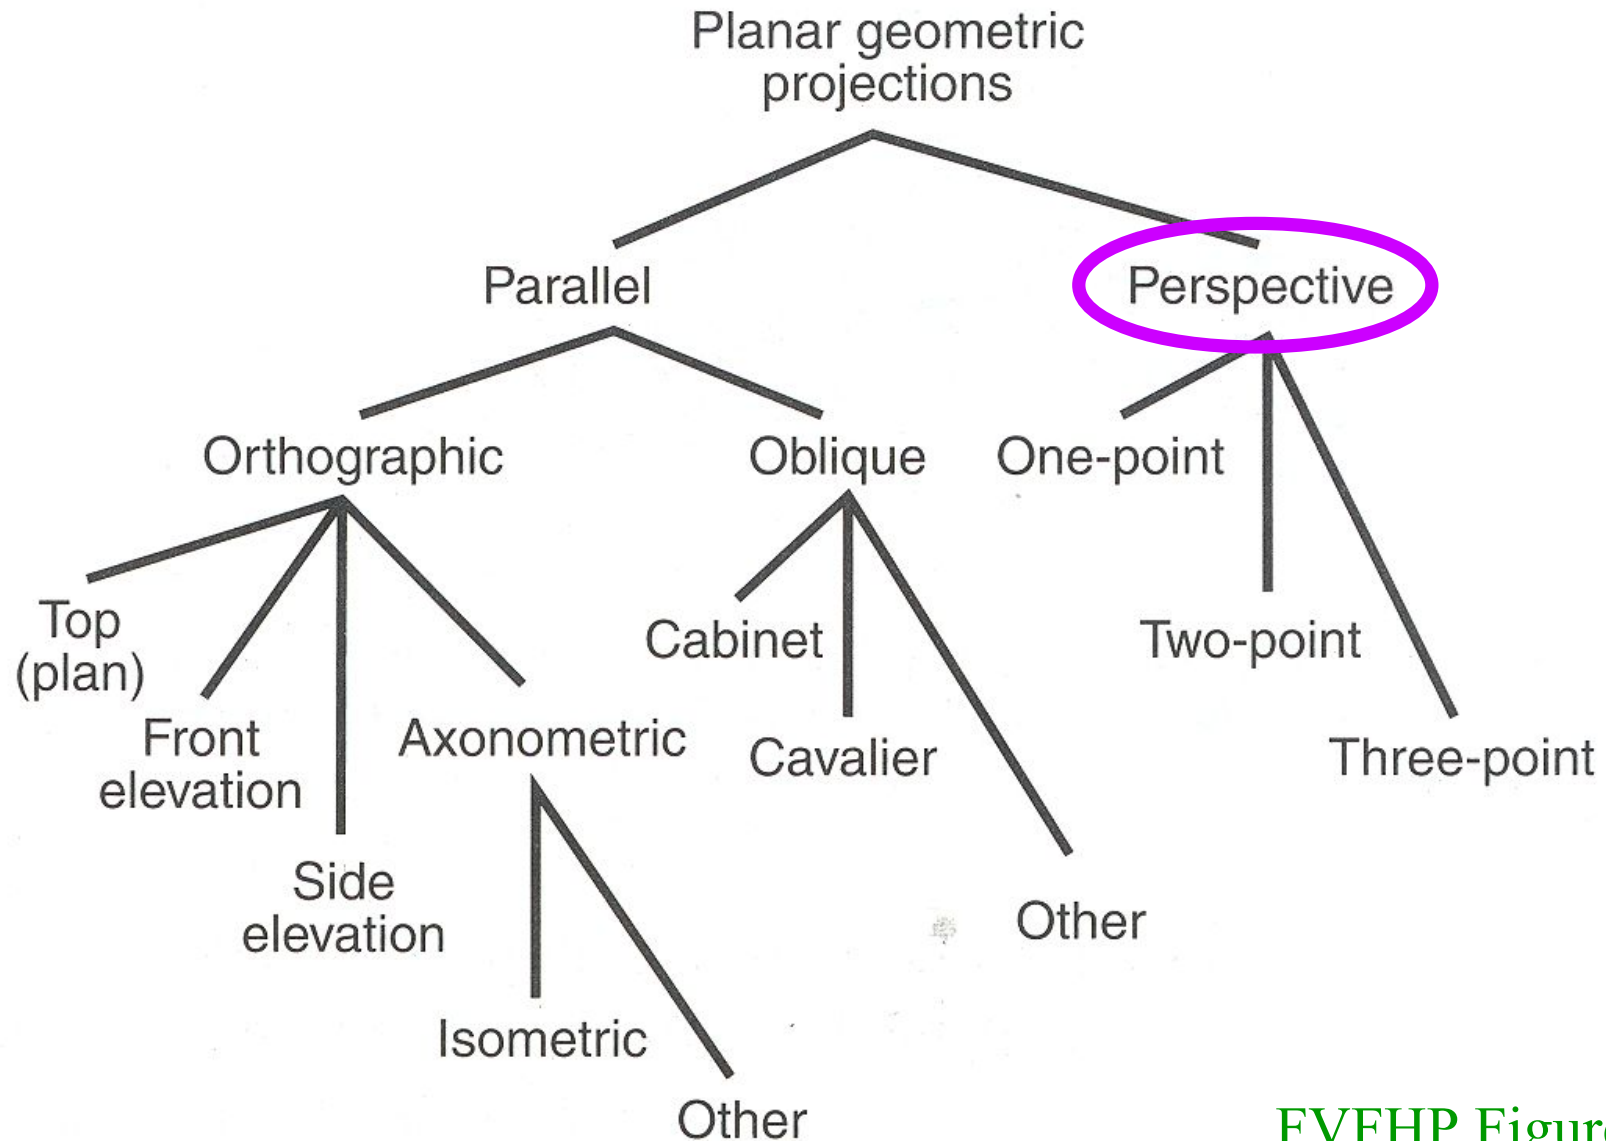 Planar geometric
projections
Parallel
Perspective
Orthographic
Oblique
One-point
Top
(plan)
Cabinet
Two-point
Front
elevation
Axonometric
Cavalier
Three-point
Side
elevation
Other
Isometric
Other
FVFHP Figure